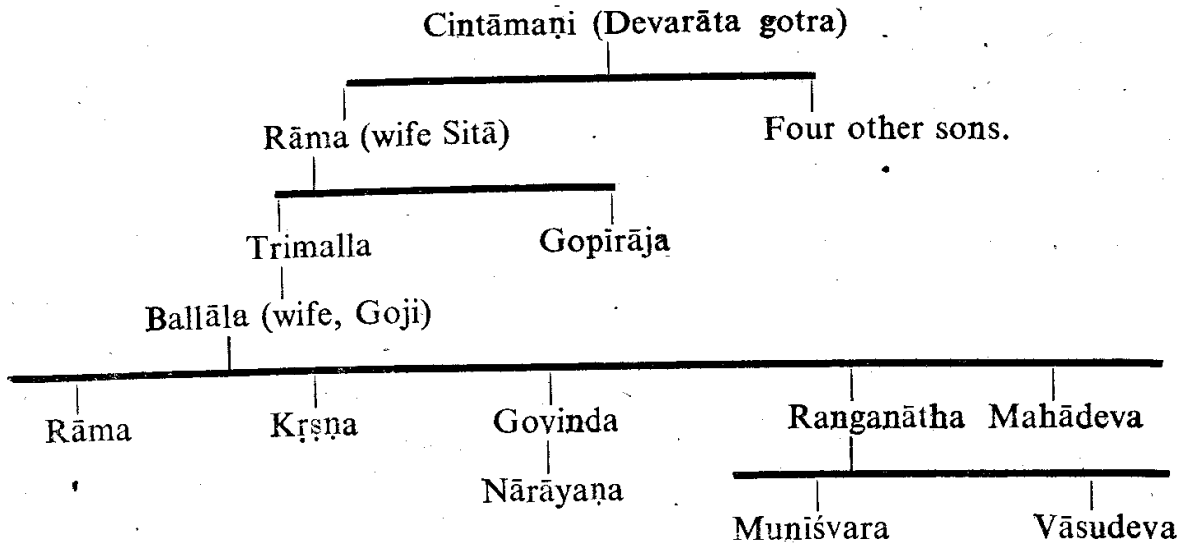 Cintāmaṇi (Devarāta gotra)
Rāma (wife Sitā) Four other sons.
Trimalla Gopīrāja
Ballāla (wife, Goji)
Rāma Kṛṣṇa Govinda Ranganātha Mahādeva
Nārāyaṇa
Munīśvara Vāsudeva